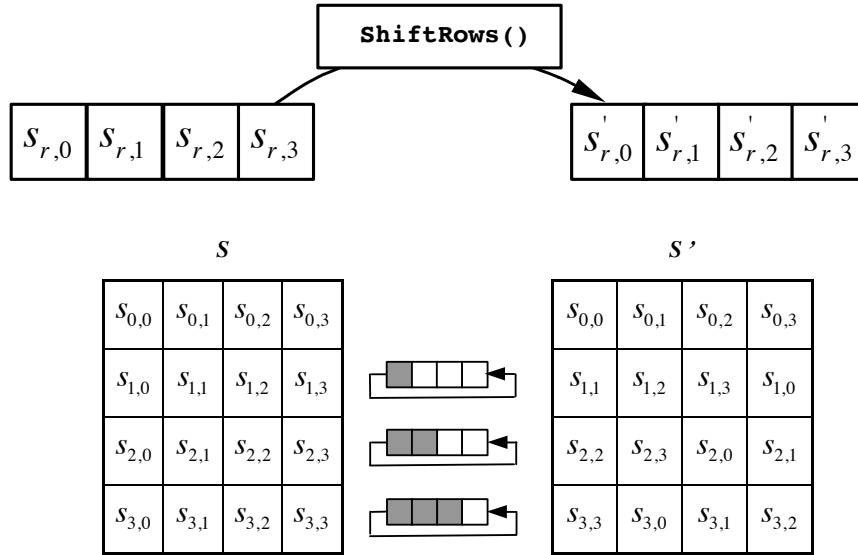 ShiftRows()
s_{r,0} s_{r,1} s_{r,2} s_{r,3} s'_{r,0} s'_{r,1} s'_{r,2} s'_{r,3}
S S'
s_{0,0} s_{0,1} s_{0,2} s_{0,3} s_{0,0} s_{0,1} s_{0,2} s_{0,3}
s_{1,0} s_{1,1} s_{1,2} s_{1,3} s_{1,1} s_{1,2} s_{1,3} s_{1,0}
s_{2,0} s_{2,1} s_{2,2} s_{2,3} s_{2,2} s_{2,3} s_{2,0} s_{2,1}
s_{3,0} s_{3,1} s_{3,2} s_{3,3} s_{3,3} s_{3,0} s_{3,1} s_{3,2}